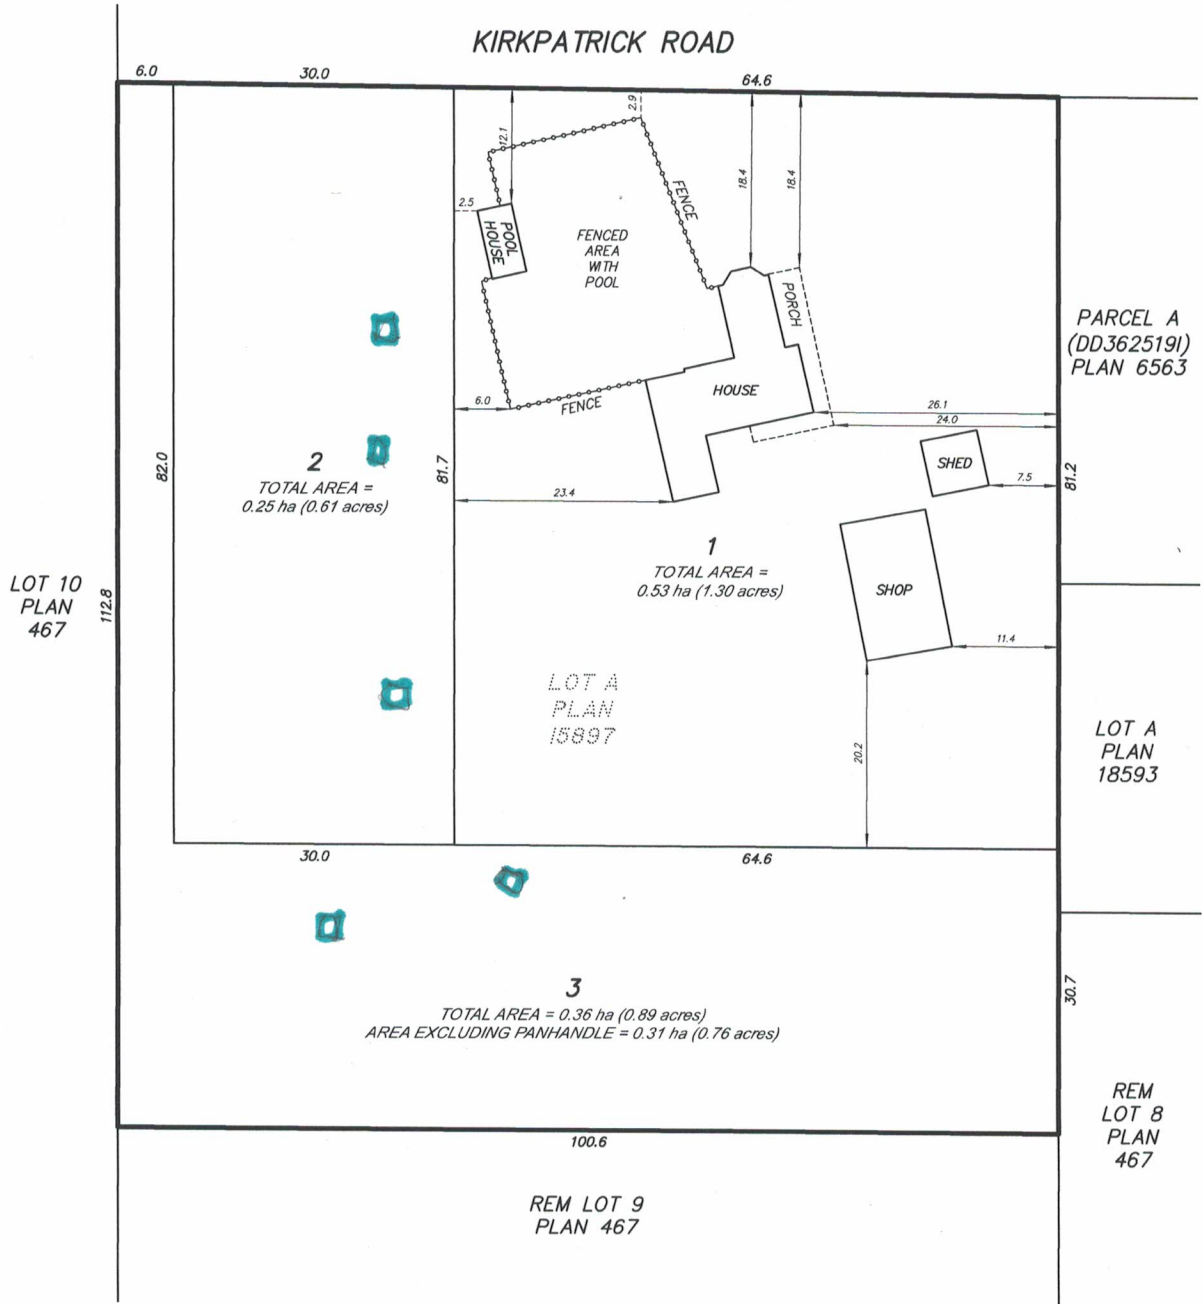 KIRKPATRICK ROAD
6.0
30.0
64.6
2.9
12.1
18.4
18.4
2.5
POOL
HOUSE
FENCE
FENCED
AREA
WITH
POOL
PORCH
PARCEL A
(DD362519I)
PLAN 6563
HOUSE
6.0
FENCE
26.1
24.0
82.0
2
TOTAL AREA =
0.25 ha (0.61 acres)
81.7
23.4
SHED
7.5
81.2
1
TOTAL AREA =
0.53 ha (1.30 acres)
LOT 10
PLAN
467
112.8
SHOP
11.4
LOT A
PLAN
15897
20.2
LOT A
PLAN
18593
30.0
64.6
3
TOTAL AREA = 0.36 ha (0.89 acres)
AREA EXCLUDING PANHANDLE = 0.31 ha (0.76 acres)
30.7
100.6
REM
LOT 8
PLAN
467
REM LOT 9
PLAN 467